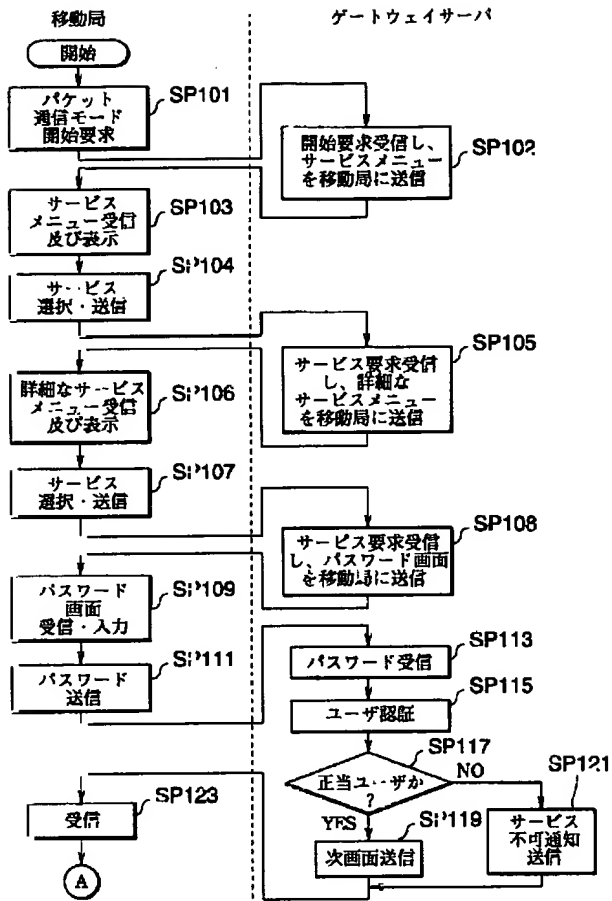 移動局
ゲートウェイサーバ
開始
パケット
通信モード
開始要求
SP101
開始要求受信し、
サービスメニュー
を移動局に送信
SP102
サービス
メニュー受信
及び表示
SP103
サービス
選択・送信
SP104
サービス要求受信
し、詳細な
サービスメニュー
を移動局に送信
SP105
詳細なサービス
メニュー受信
及び表示
SP106
サービス
選択・送信
SP107
サービス要求受信
し、パスワード画面
を移動局に送信
SP108
パスワード
画面
受信・入力
SP109
パスワード
送信
SP111
パスワード受信
SP113
ユーザ認証
SP115
正当ユーザか
?
SP117
NO
YES
次画面送信
SP119
サービス
不可通知
送信
SP121
受信
SP123
A